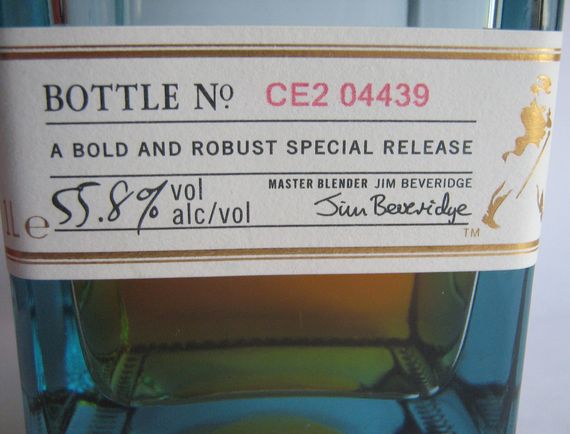 BOTTLE Nº CE2 04439
A BOLD AND ROBUST SPECIAL RELEASE
1L e 55.8% vol alc/vol
MASTER BLENDER JIM BEVERIDGE
Jim Beveridge
TM